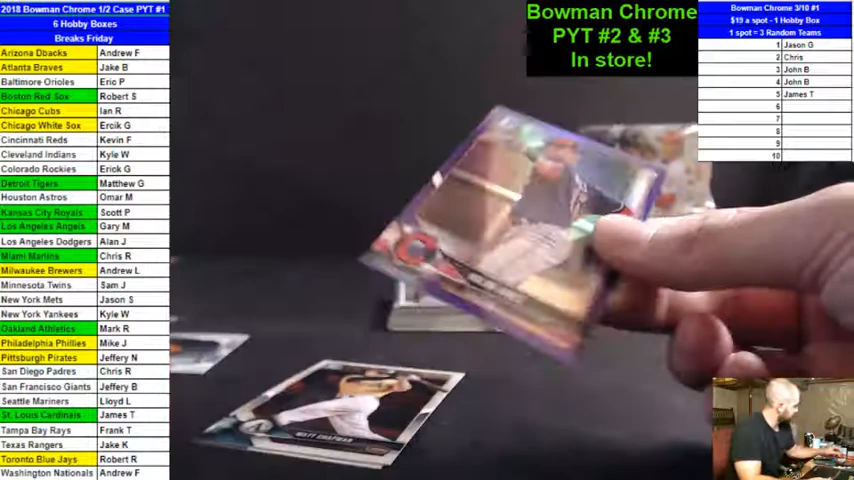 2018 Bowman Chrome 1/2 Case PYT #1
6 Hobby Boxes
Breaks Friday
Arizona Dbacks Andrew F
Atlanta Braves Jake B
Baltimore Orioles Eric P
Boston Red Sox Robert S
Chicago Cubs Ian R
Chicago White Sox Ercik G
Cincinnati Reds Kevin F
Cleveland Indians Kyle W
Colorado Rockies Erick G
Detroit Tigers Matthew G
Houston Astros Omar M
Kansas City Royals Scott P
Los Angeles Angels Gary M
Los Angeles Dodgers Alan J
Miami Marlins Chris R
Milwaukee Brewers Andrew L
Minnesota Twins Sam J
New York Mets Jason S
New York Yankees Kyle W
Oakland Athletics Mark R
Philadelphia Phillies Mike J
Pittsburgh Pirates Jeffery N
San Diego Padres Chris R
San Francisco Giants Jeffery B
Seattle Mariners Lloyd L
St. Louis Cardinals James T
Tampa Bay Rays Frank T
Texas Rangers Jake K
Toronto Blue Jays Robert R
Washington Nationals Andrew F
Bowman Chrome
PYT #2 & #3
In store!
Bowman Chrome 3/10 #1
$19 a spot - 1 Hobby Box
1 spot = 3 Random Teams
1 Jason G
2 Chris
3 John B
4 John B
5 James T
6
7
8
9
10
MATT CHAPMAN